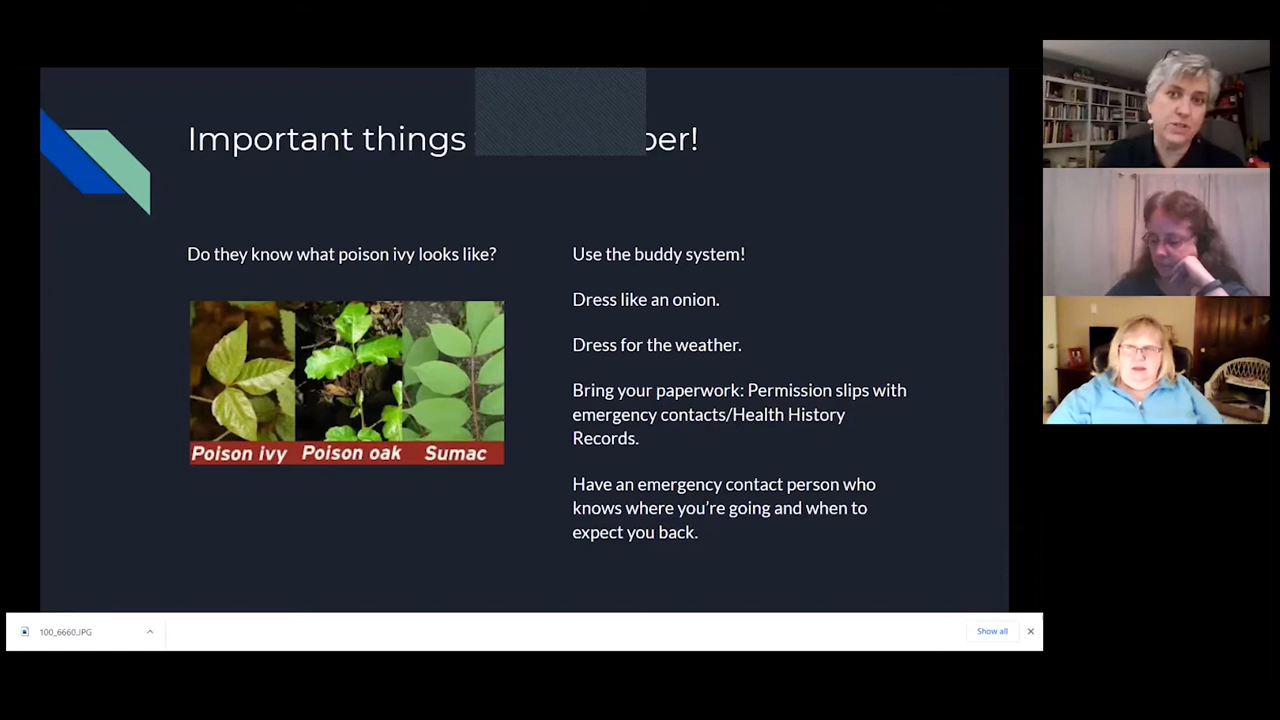 Important things
Do they know what poison ivy looks like?
Poison ivy Poison oak Sumac
Use the buddy system!
Dress like an onion.
Dress for the weather.
Bring your paperwork: Permission slips with
emergency contacts/Health History
Records.
Have an emergency contact person who
knows where you’re going and when to
expect you back.
100_6660.JPG
Show all